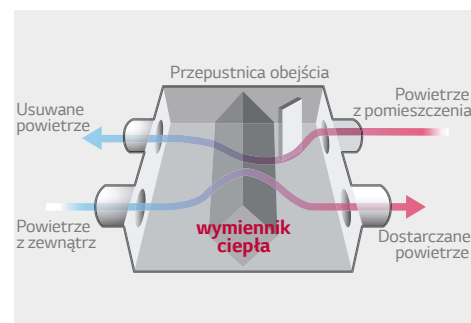 Przepustnica obejścia
Usuwane
powietrze
Powietrze
z pomieszczenia
Powietrze
z zewnątrz
wymiennik
ciepła
Dostarczane
powietrze